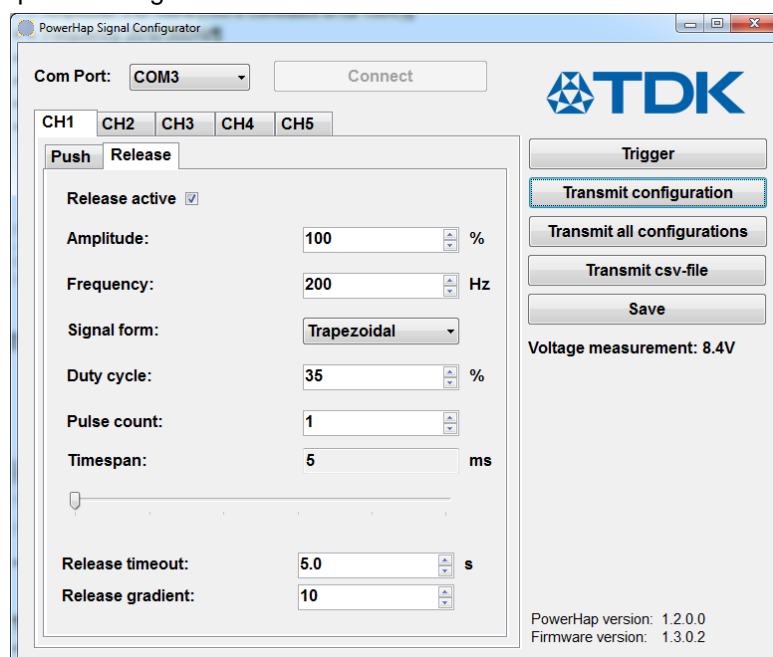 PowerHap Signal Configurator
Com Port: COM3 Connect
TDK
CH1 CH2 CH3 CH4 CH5
Push Release
Release active
Amplitude: 100 %
Frequency: 200 Hz
Signal form: Trapezoidal
Duty cycle: 35 %
Pulse count: 1
Timespan: 5 ms
Release timeout: 5.0 s
Release gradient: 10
Trigger
Transmit configuration
Transmit all configurations
Transmit csv-file
Save
Voltage measurement: 8.4V
PowerHap version: 1.2.0.0
Firmware version: 1.3.0.2